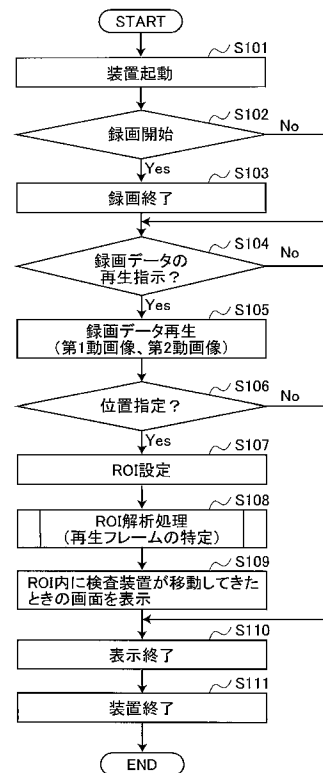 START
S101
装置起動
S102
録画開始
No
Yes
S103
録画終了
S104
録画データの
再生指示？
No
Yes
S105
録画データ再生
（第1動画像、第2動画像）
S106
位置指定？
No
Yes
S107
ROI設定
S108
ROI解析処理
（再生フレームの特定）
S109
ROI内に検査装置が移動してきた
ときの画面を表示
S110
表示終了
S111
装置終了
END